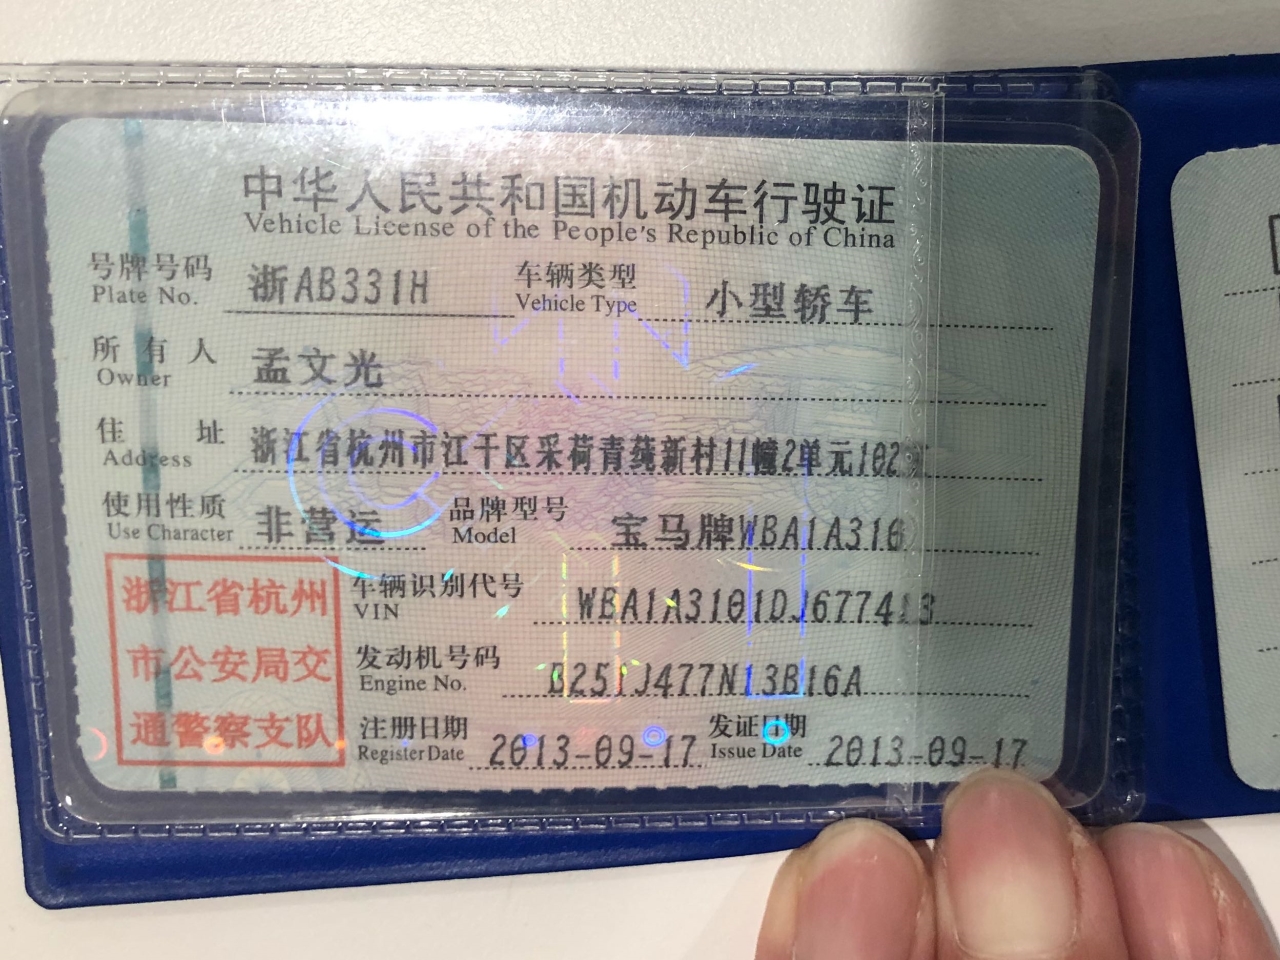 中华人民共和国机动车行驶证
Vehicle License of the People's Republic of China
号牌号码 浙AB331H 车辆类型 小型轿车
Plate No. Vehicle Type
所有人 孟文光
Owner
住址 浙江省杭州市江干区采荷青莼新村11幢2单元102
Address
使用性质 非营运 品牌型号 宝马牌WBA1A310
Use Character Model
浙江省杭州
市公安局交
通警察支队
车辆识别代号
VIN
发动机号码 B251J477N13B16A
Engine No.
注册日期 2013-09-17 发证日期 2013-09-17
Register Date Issue Date